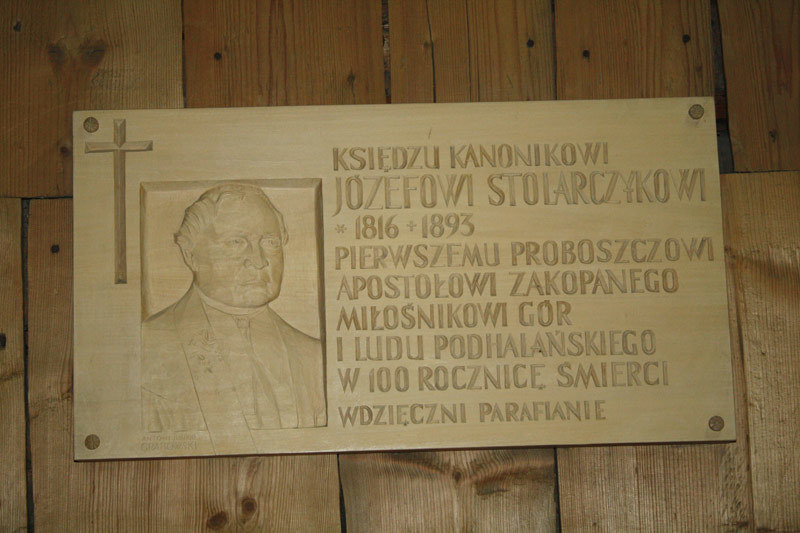 KSIĘDZU KANONIKOWI
JÓZEFOWI STOLARCZYKOWI
* 1816 + 1893
PIERWSZEMU PROBOSZCZOWI
APOSTOŁOWI ZAKOPANEGO
MIŁOŚNIKOWI GÓR
I LUDU PODHALAŃSKIEGO
W 100 ROCZNICĘ ŚMIERCI
WDZIĘCZNI PARAFIANIE